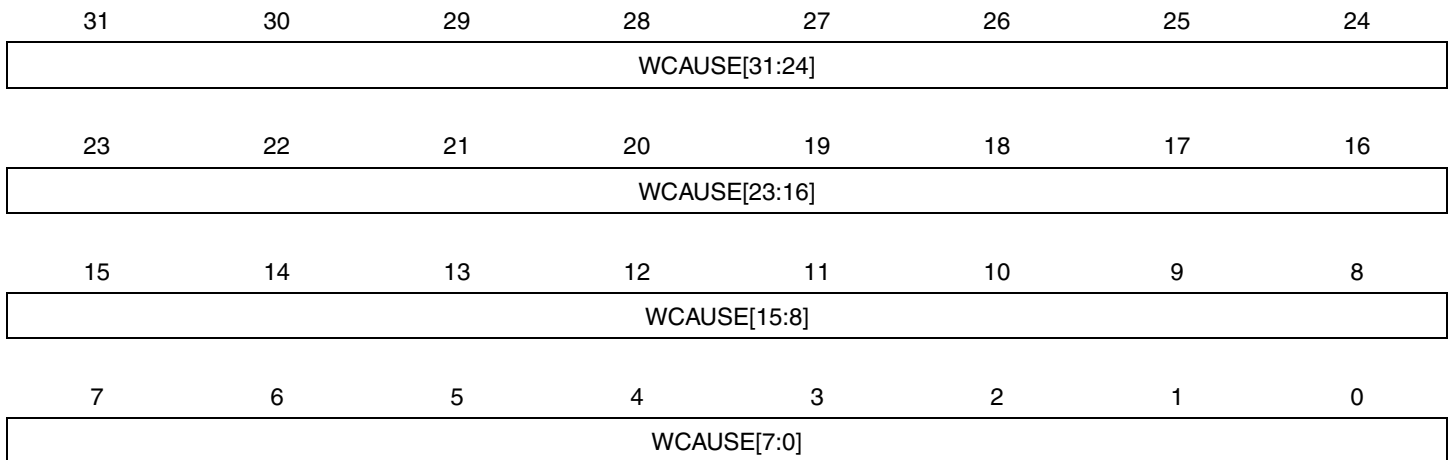 31 30 29 28 27 26 25 24
WCAUSE[31:24]
23 22 21 20 19 18 17 16
WCAUSE[23:16]
15 14 13 12 11 10 9 8
WCAUSE[15:8]
7 6 5 4 3 2 1 0
WCAUSE[7:0]